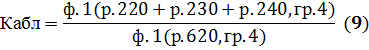 Кабл = ф. 1(р. 220 + р. 230 + р. 240, гр. 4) / ф. 1(р. 620, гр. 4) (9)